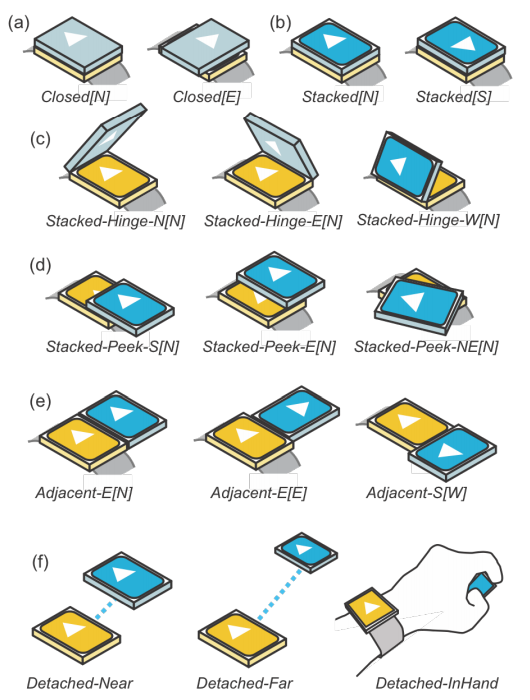 (a)
(b)
Closed[N]
Closed[E]
Stacked[N]
Stacked[S]
(c)
Stacked-Hinge-N[N]
Stacked-Hinge-E[N]
Stacked-Hinge-W[N]
(d)
Stacked-Peek-S[N]
Stacked-Peek-E[N]
Stacked-Peek-NE[N]
(e)
Adjacent-E[N]
Adjacent-E[E]
Adjacent-S[W]
(f)
Detached-Near
Detached-Far
Detached-InHand